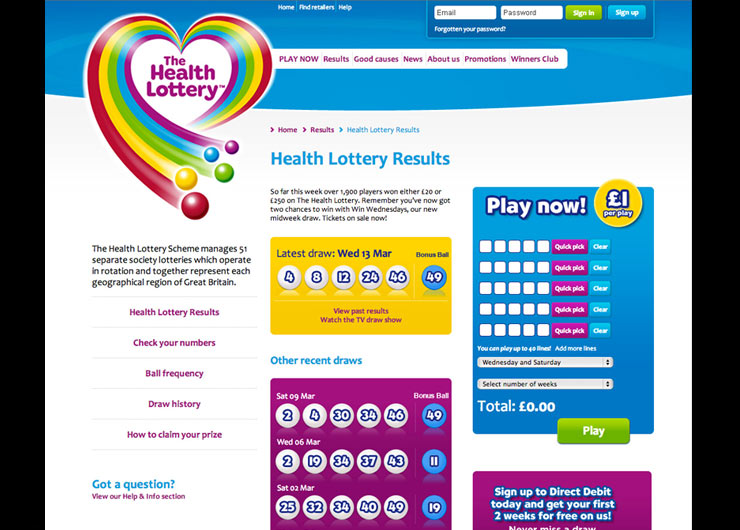 Home | Find retailers | Help
Email
Password
Sign in
Sign up
Forgotten your password?
The
Health
Lottery™
PLAY NOW Results Good causes News About us Promotions Winners Club
Home Results Health Lottery Results
Health Lottery Results
So far this week over 1,900 players won either £20 or
£250 on The Health Lottery. Remember you've now got
two chances to win with Win Wednesdays, our new
midweek draw. Tickets on sale now!
The Health Lottery Scheme manages 51
separate society lotteries which operate
in rotation and together represent each
geographical region of Great Britain.
Health Lottery Results
Check your numbers
Ball frequency
Draw history
How to claim your prize
Got a question?
View our Help & Info section
Latest draw: Wed 13 Mar Bonus Ball
4 8 12 24 46 49
View past results
Watch the TV draw show
Other recent draws
Sat 09 Mar Bonus Ball
2 4 30 34 46 49
Wed 06 Mar
2 19 34 37 43 11
Sat 02 Mar
25 32 34 40 49 19
Play now!
£1
per play
Quick pick Clear
Quick pick Clear
Quick pick Clear
Quick pick Clear
Quick pick Clear
You can play up to 40 lines! Add more lines
Wednesday and Saturday
Select number of weeks
Total: £0.00
Play
Sign up to Direct Debit
today and get your first
2 weeks for free on us!
Never miss a draw